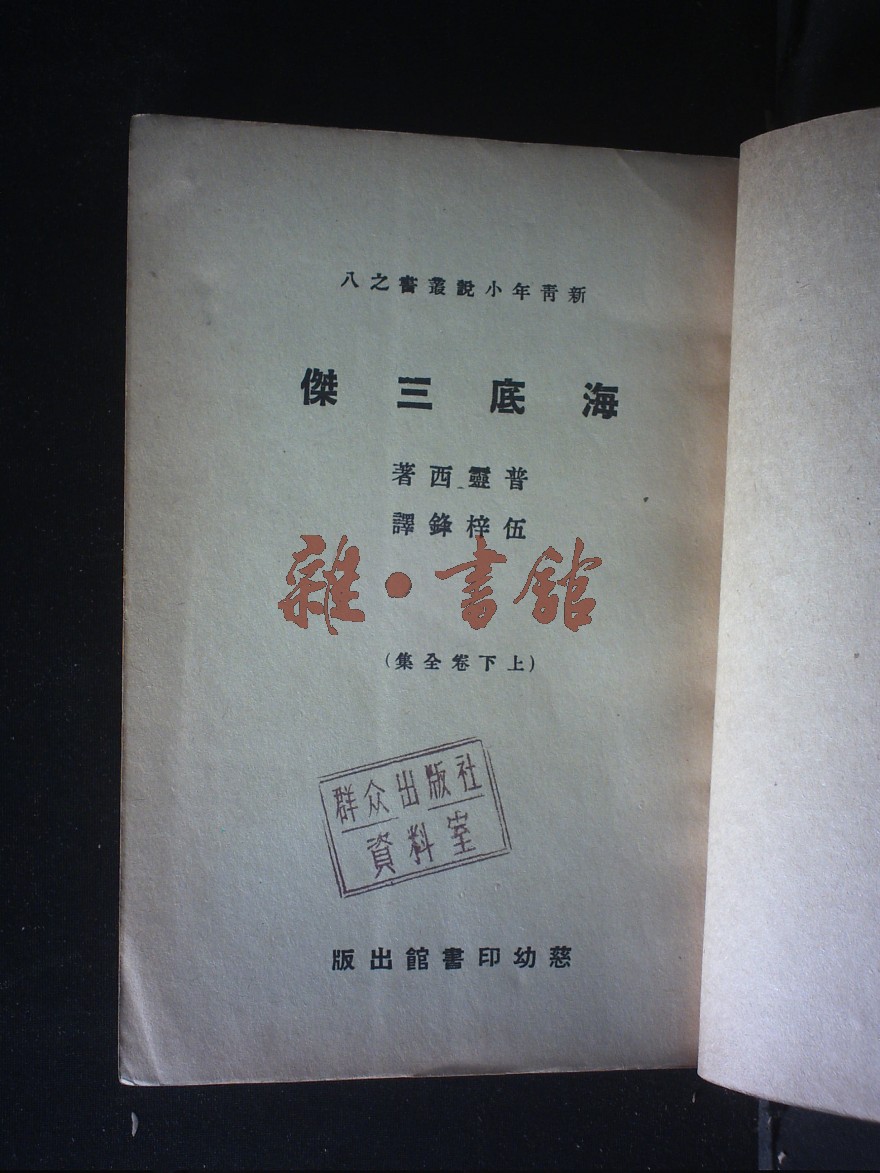 新青年小說叢書之八
海底三傑
普靈西著
伍梓鋒譯
雜·書館
（上下卷全集）
群众出版社
資料室
慈幼印書館出版